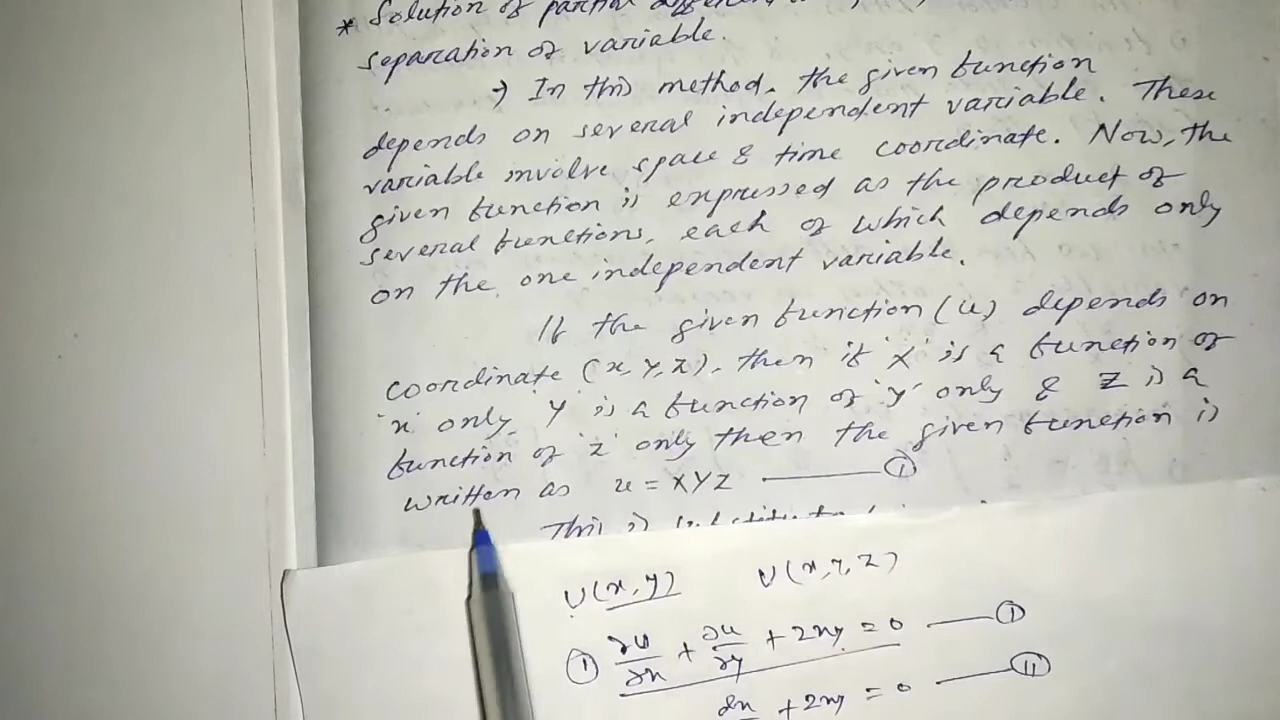 * Solution of partial
separation of variable.
→ In this method, the given function
depends on several independent variable. These
variable involve space & time coordinate. Now, the
given function is expressed as the product of
several functions, each of which depends only
on the one independent variable.
If the given function (u) depends on
coordinate (x, y, z), then if 'X' is a function of
'x' only 'Y' is a function of 'y' only & Z is a
function of 'z' only then the given function is
written as u = XYZ —— ①
This is
U(x, y) U(x, y, z)
① ∂u/∂x + ∂u/∂y + 2xy = 0 —— ①
+ 2xy = 0 —— ⑪